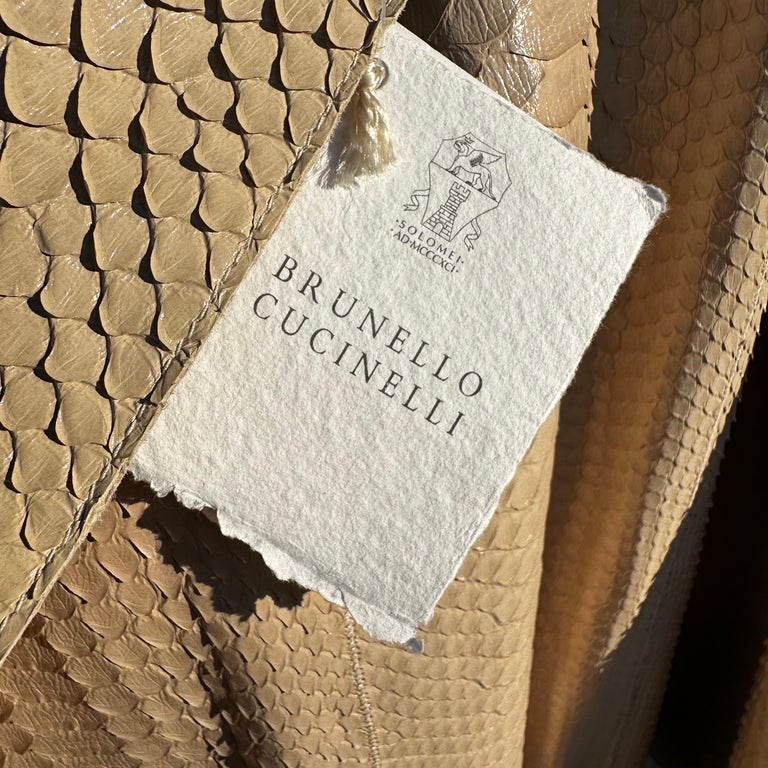 ·SOLOMEI·
·AD·MCCCXCI·
BRUNELLO
CUCINELLI